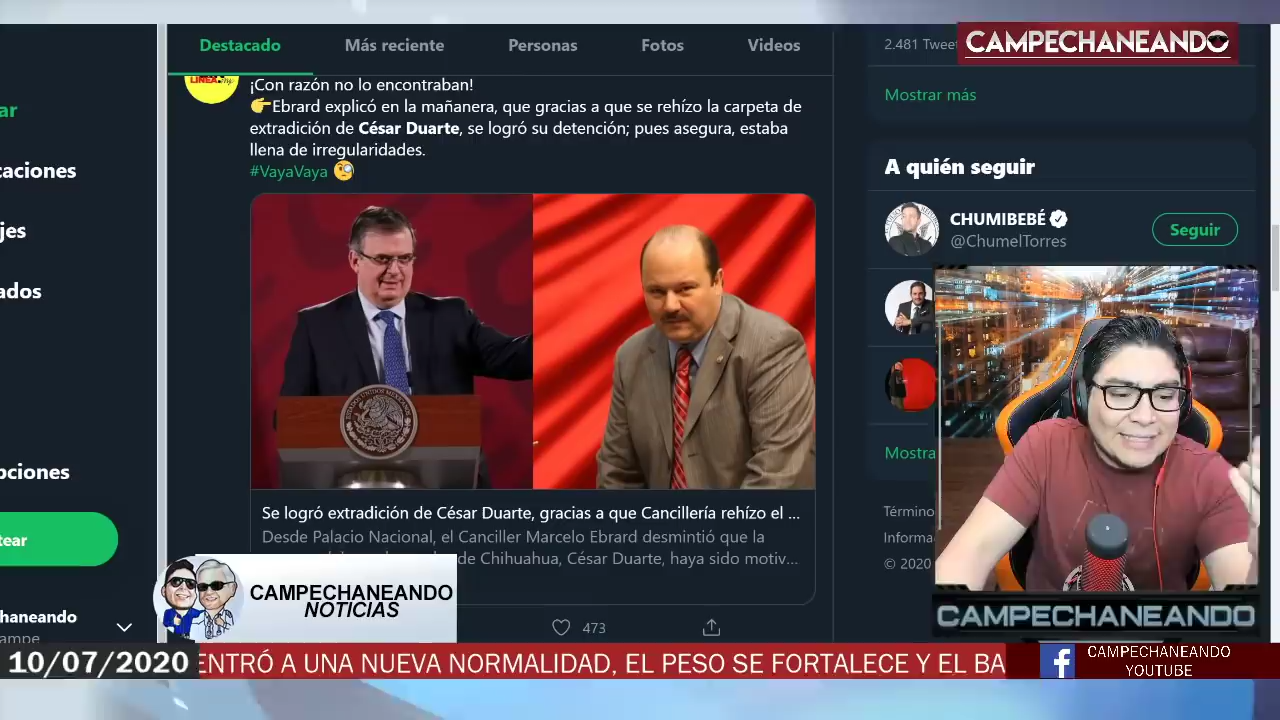 Destacado
Más reciente
Personas
Fotos
Videos
2.481 Twee
CAMPECHANEANDO
LINEA
¡Con razón no lo encontraban!
👉Ebrard explicó en la mañanera, que gracias a que se rehízo la carpeta de
extradición de César Duarte, se logró su detención; pues asegura, estaba
llena de irregularidades.
#VayaVaya 🧐
Mostrar más
A quién seguir
CHUMIBEBÉ
@ChumelTorres
Seguir
ar
caciones
jes
ados
pciones
tear
Se logró extradición de César Duarte, gracias a que Cancillería rehízo el ...
Desde Palacio Nacional, el Canciller Marcelo Ebrard desmintió que la
de Chihuahua, César Duarte, haya sido motiv...
Mostra
Término
Informa
© 2020
haneando
ampe
473
CAMPECHANEANDO
NOTICIAS
CAMPECHANEANDO
10/07/2020
ENTRÓ A UNA NUEVA NORMALIDAD, EL PESO SE FORTALECE Y EL BA
CAMPECHANEANDO
YOUTUBE